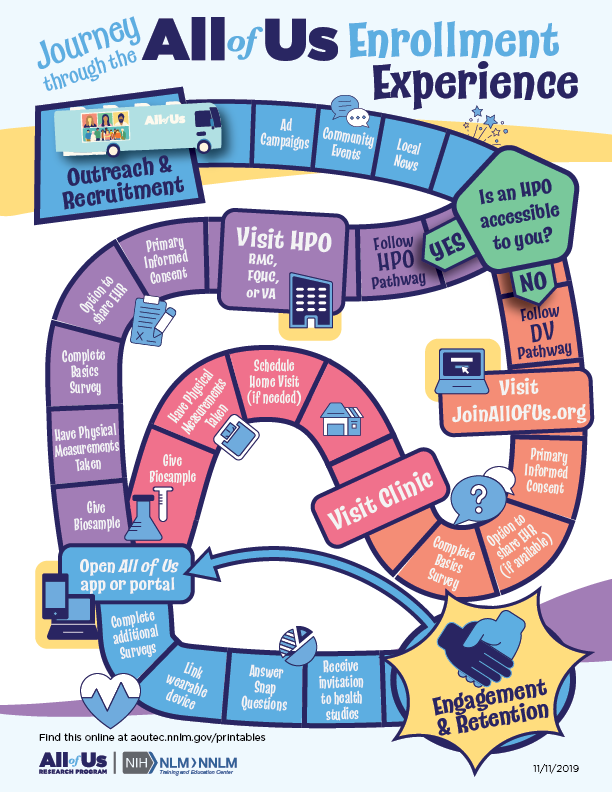 Journey
through the
All of Us Enrollment
Experience
All of Us
Outreach &
Recruitment
Ad
Campaigns
Community
Events
Local
News
Is an HPO
accessible
to you?
YES
NO
Follow
HPO
Pathway
Visit HPO
RMC,
FQHC,
or VA
Primary
Informed
Consent
Option to
share EHR
Complete
Basics
Survey
Have Physical
Measurements
Taken
Give
Biosample
Follow
DV
Pathway
Visit
JoinAllOfUs.org
Primary
Informed
Consent
Option to
share EHR
(if available)
?
Complete
Basics
Survey
Visit Clinic
Schedule
Home Visit
(if needed)
Have Physical
Measurements
Taken
Give
Biosample
Open All of Us
app or portal
Complete
additional
Surveys
Link
wearable
device
Answer
Snap
Questions
Receive
invitation
to health
studies
Engagement
& Retention
Find this online at aoutec.nnlm.gov/printables
All of Us
RESEARCH PROGRAM
NIH NLM NNLM
Training and Education Center
11/11/2019